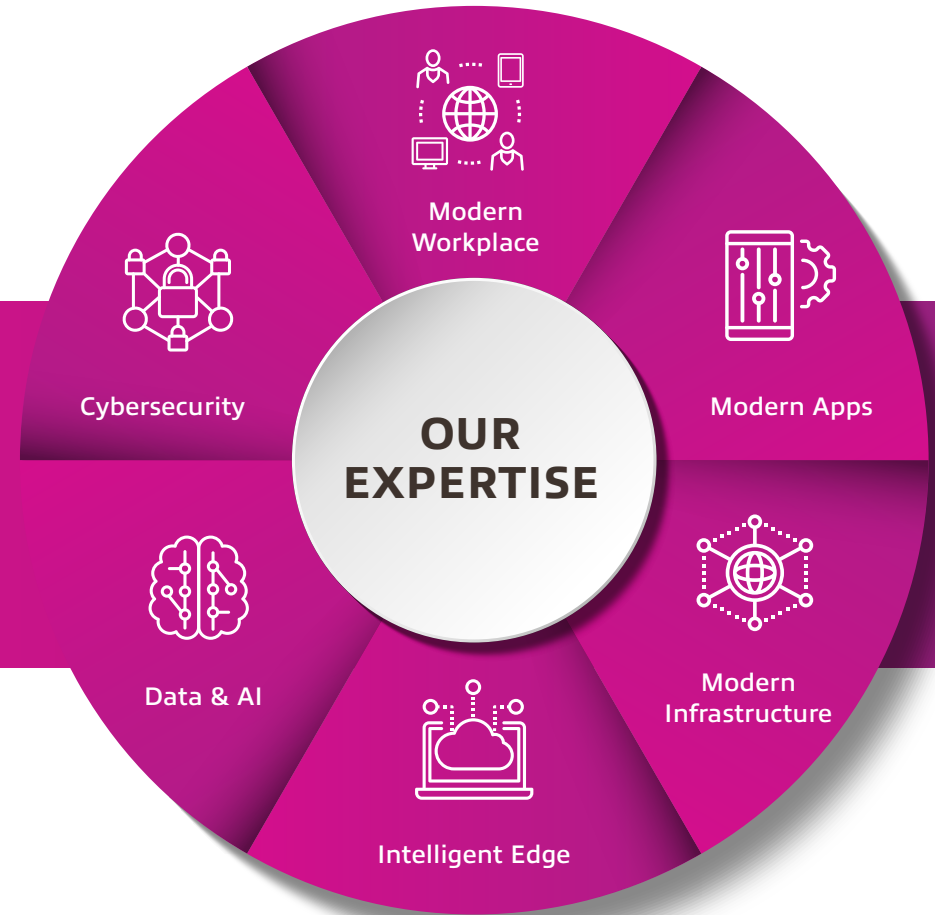 OUR
EXPERTISE
Modern
Workplace
Modern Apps
Modern
Infrastructure
Intelligent Edge
Data & AI
Cybersecurity